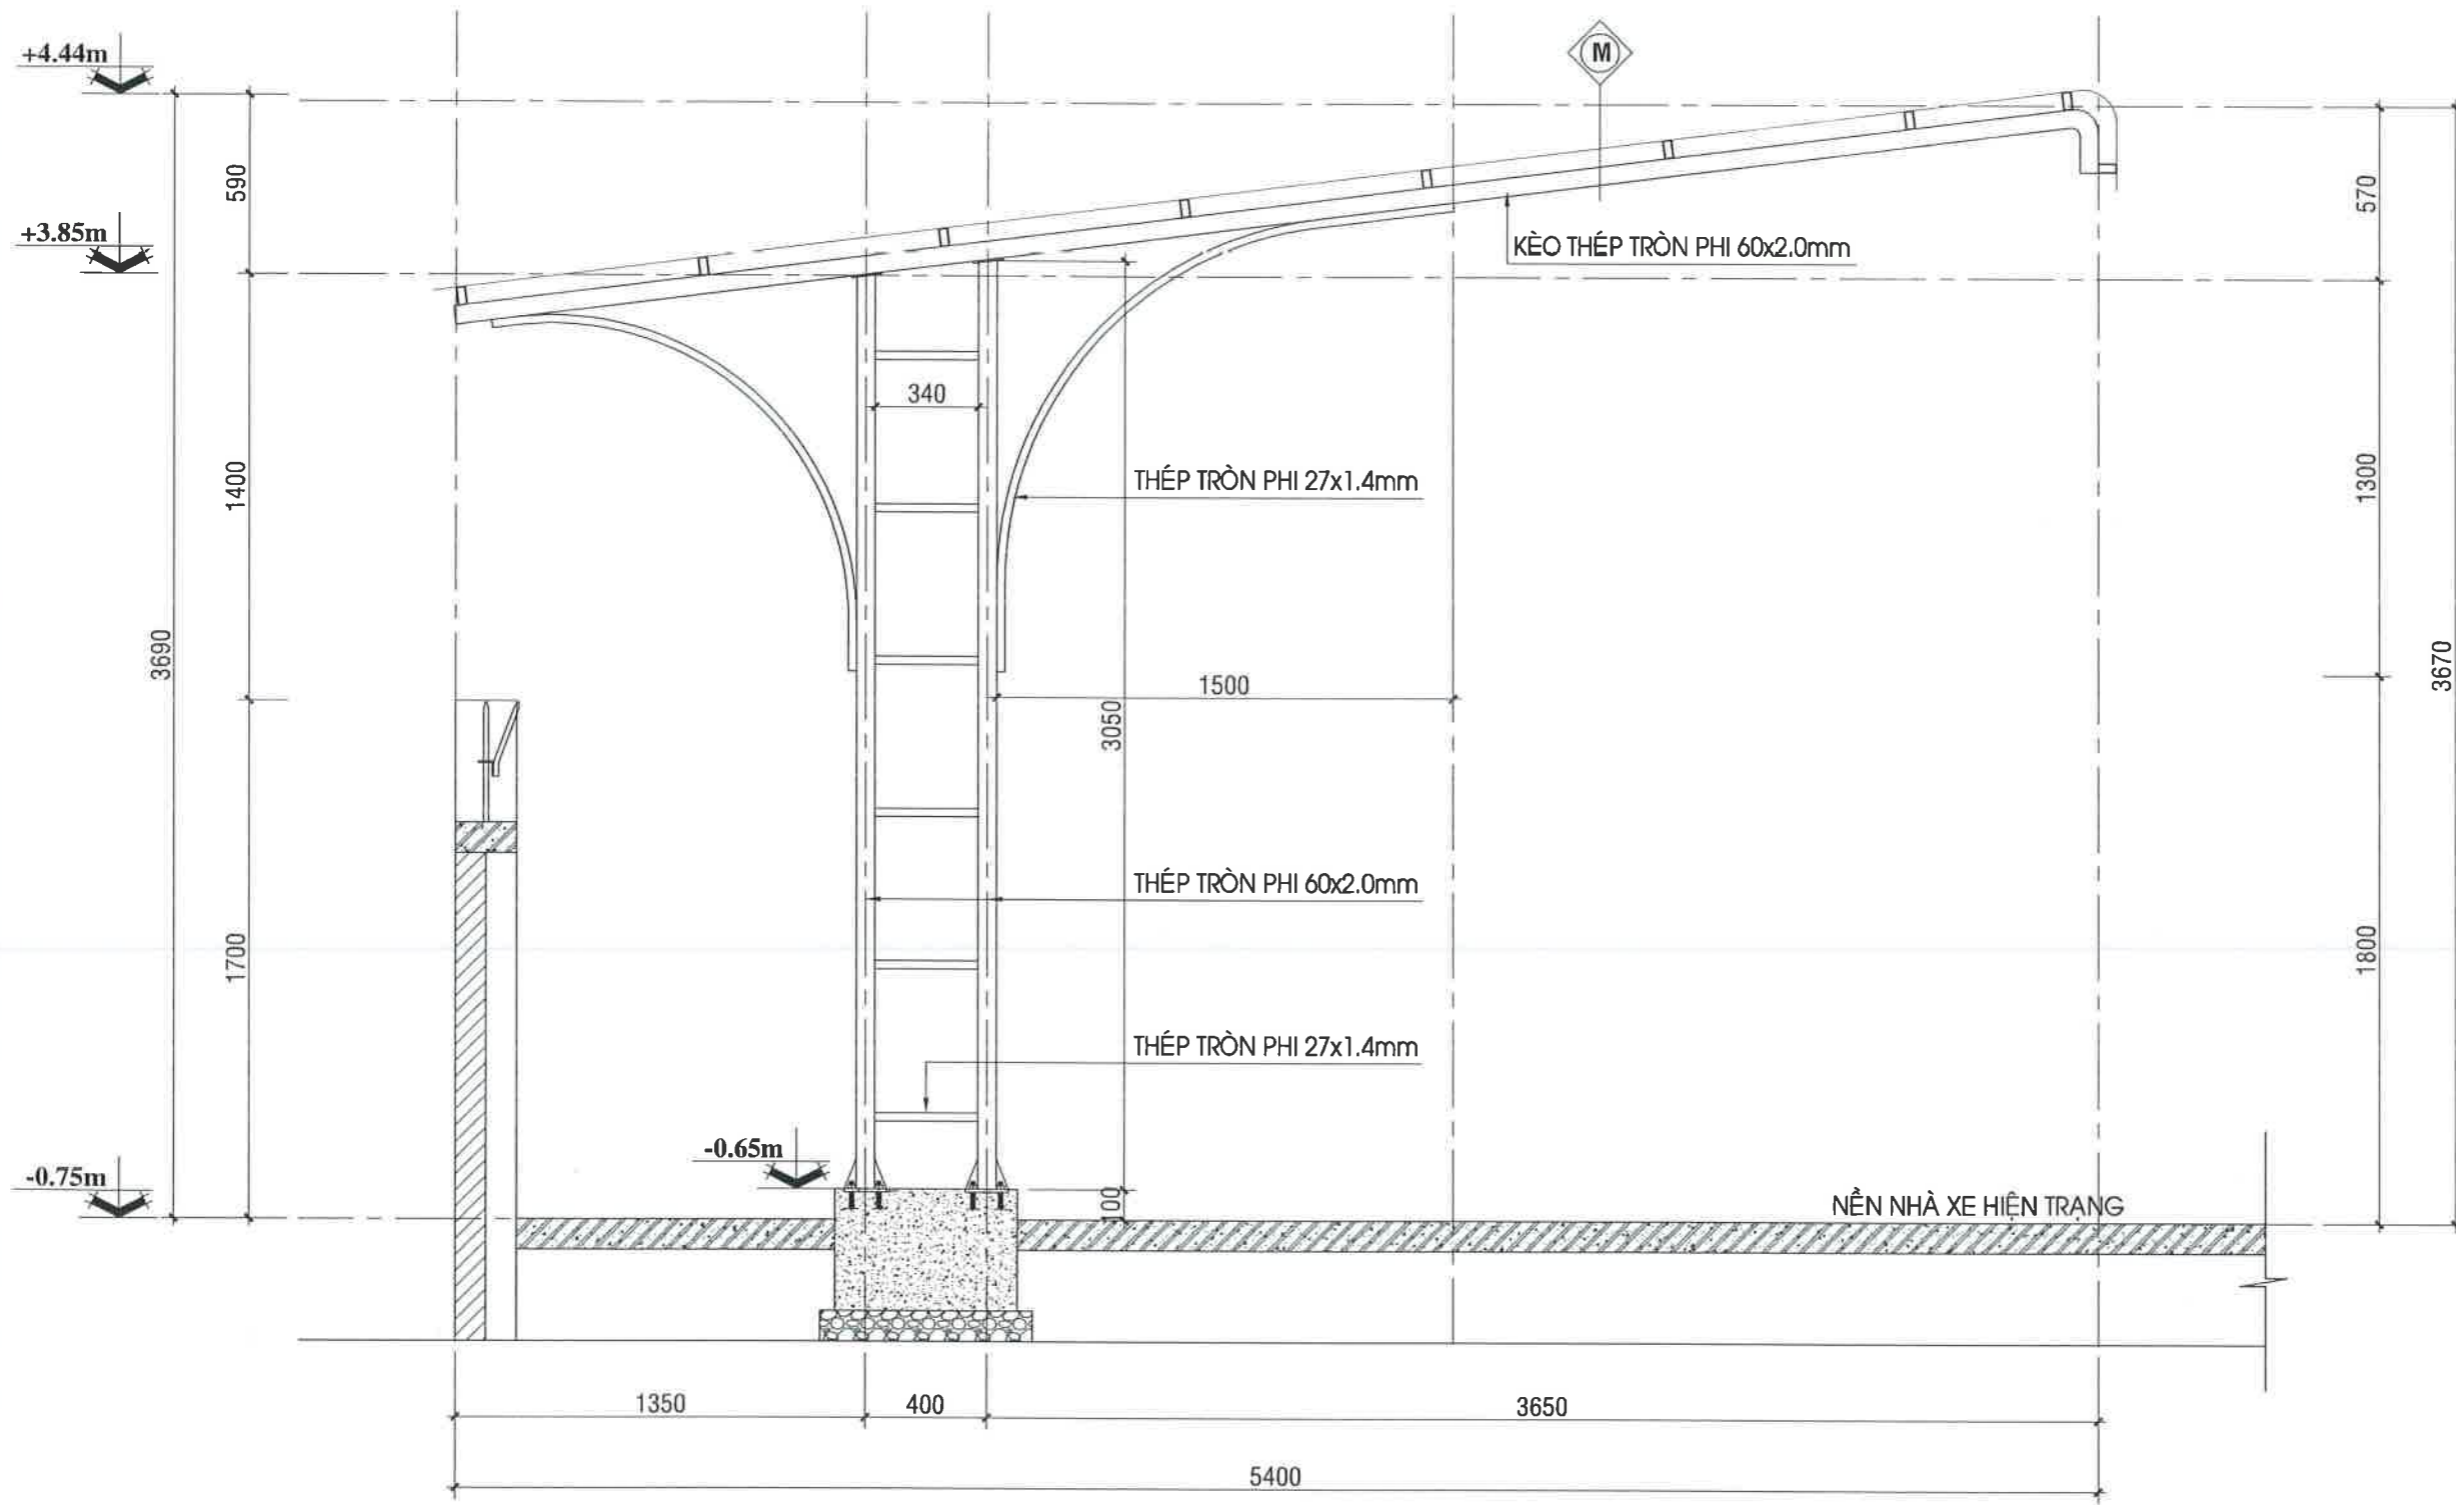 +4.44m
M
590
570
+3.85m
KÈO THÉP TRÒN PHI 60x2.0mm
340
1400
1300
THÉP TRÒN PHI 27x1.4mm
3690
3670
1500
3050
THÉP TRÒN PHI 60x2.0mm
1700
1800
THÉP TRÒN PHI 27x1.4mm
-0.65m
-0.75m
100
NỀN NHÀ XE HIỆN TRẠNG
1350
400
3650
5400